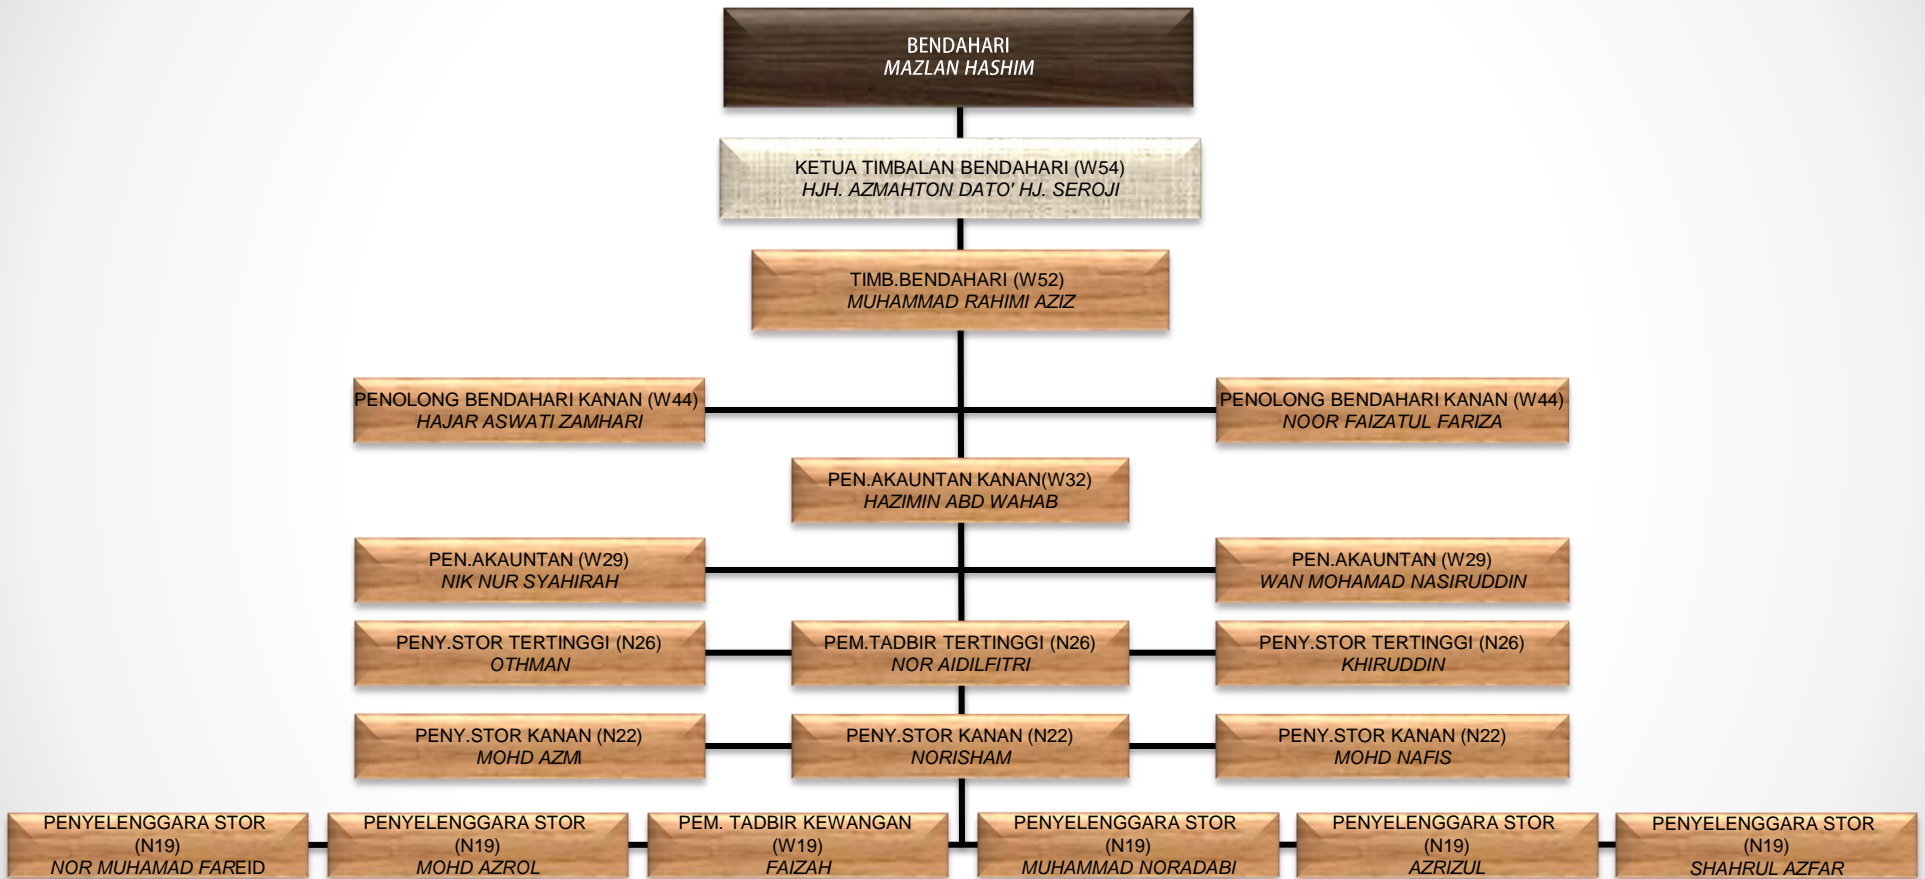 BENDAHARI
MAZLAN HASHIM
KETUA TIMBALAN BENDAHARI (W54)
HJH. AZMAHTON DATO' HJ. SEROJI
TIMB.BENDAHARI (W52)
MUHAMMAD RAHIMI AZIZ
PENOLONG BENDAHARI KANAN (W44)
HAJAR ASWATI ZAMHARI
PENOLONG BENDAHARI KANAN (W44)
NOOR FAIZATUL FARIZA
PEN.AKAUNTAN KANAN(W32)
HAZIMIN ABD WAHAB
PEN.AKAUNTAN (W29)
NIK NUR SYAHIRAH
PEN.AKAUNTAN (W29)
WAN MOHAMAD NASIRUDDIN
PENY.STOR TERTINGGI (N26)
OTHMAN
PEM.TADBIR TERTINGGI (N26)
NOR AIDILFITRI
PENY.STOR TERTINGGI (N26)
KHIRUDDIN
PENY.STOR KANAN (N22)
MOHD AZMI
PENY.STOR KANAN (N22)
NORISHAM
PENY.STOR KANAN (N22)
MOHD NAFIS
PENYELENGGARA STOR
(N19)
NOR MUHAMAD FAREID
PENYELENGGARA STOR
(N19)
MOHD AZROL
PEM. TADBIR KEWANGAN
(W19)
FAIZAH
PENYELENGGARA STOR
(N19)
MUHAMMAD NORADABI
PENYELENGGARA STOR
(N19)
AZRIZUL
PENYELENGGARA STOR
(N19)
SHAHRUL AZFAR